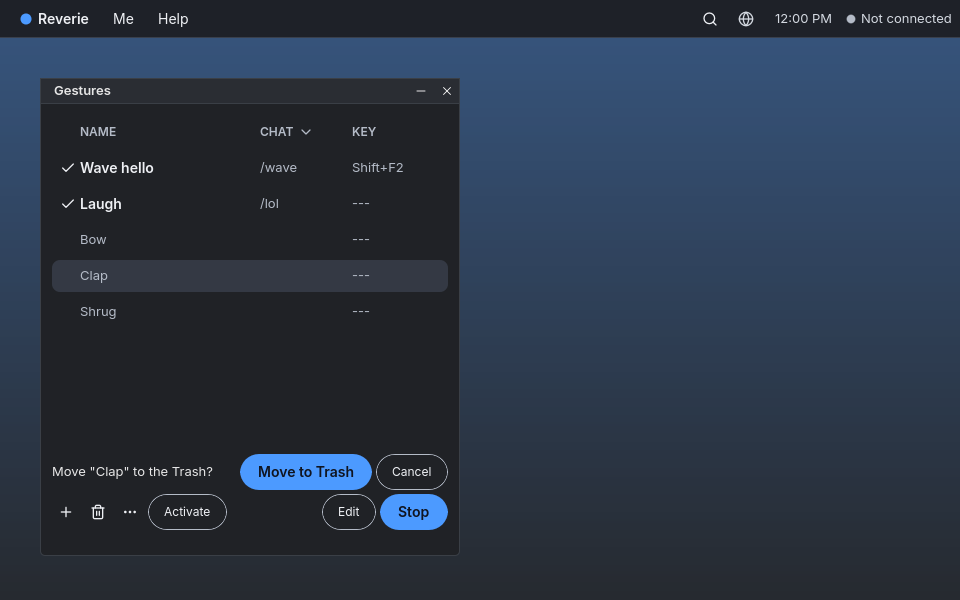 Reverie Me Help 12:00 PM Not connected
Gestures
NAME CHAT KEY
Wave hello /wave Shift+F2
Laugh /lol ---
Bow ---
Clap ---
Shrug ---
Move "Clap" to the Trash? Move to Trash Cancel
Activate Edit Stop